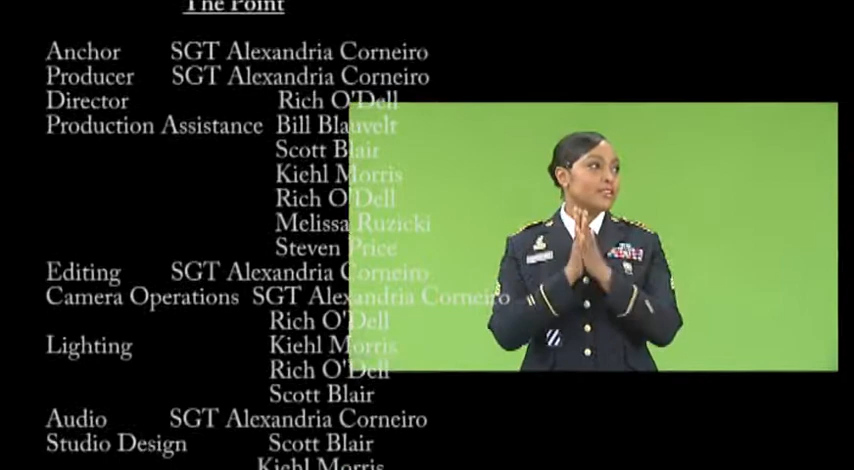 The Point
Anchor SGT Alexandria Corneiro
Producer SGT Alexandria Corneiro
Director Rich O'Dell
Production Assistance Bill Blauvelt
Scott Blair
Kiehl Morris
Rich O'Dell
Melissa Ruzicki
Steven Price
Editing SGT Alexandria Corneiro
Camera Operations SGT Alexandria Corneiro
Rich O'Dell
Lighting Kiehl Morris
Rich O'Dell
Scott Blair
Audio SGT Alexandria Corneiro
Studio Design Scott Blair
Kiehl Morris